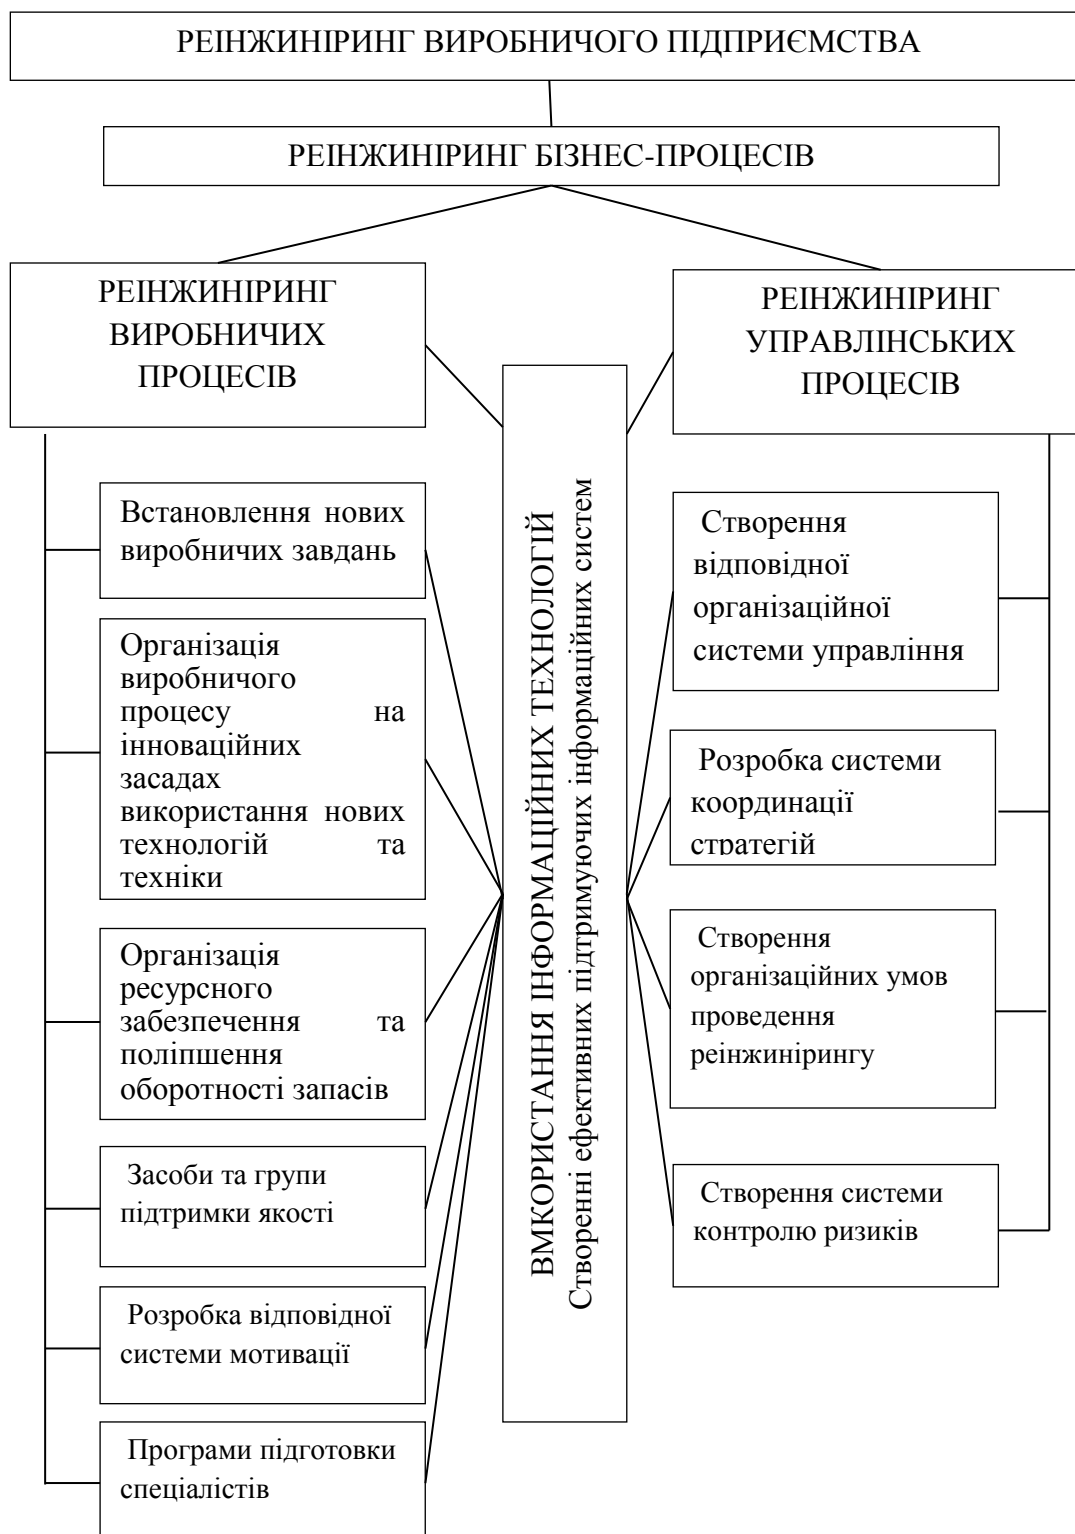 РЕІНЖИНІРИНГ ВИРОБНИЧОГО ПІДПРИЄМСТВА
РЕІНЖИНІРИНГ БІЗНЕС-ПРОЦЕСІВ
РЕІНЖИНІРИНГ
ВИРОБНИЧИХ
ПРОЦЕСІВ
РЕІНЖИНІРИНГ
УПРАВЛІНСЬКИХ
ПРОЦЕСІВ
Встановлення нових
виробничих завдань
Організація
виробничого
процесу на
інноваційних
засадах
використання нових
технологій та
техніки
Організація
ресурсного
забезпечення та
поліпшення
оборотності запасів
Засоби та групи
підтримки якості
Розробка відповідної
системи мотивації
Програми підготовки
спеціалістів
ВМКОРИСТАННЯ ІНФОРМАЦІЙНИХ ТЕХНОЛОГІЙ
Створенні ефективних підтримуючих інформаційних систем
Створення
відповідної
організаційної
системи управління
Розробка системи
координації
стратегій
Створення
організаційних умов
проведення
реінжинірингу
Створення системи
контролю ризиків